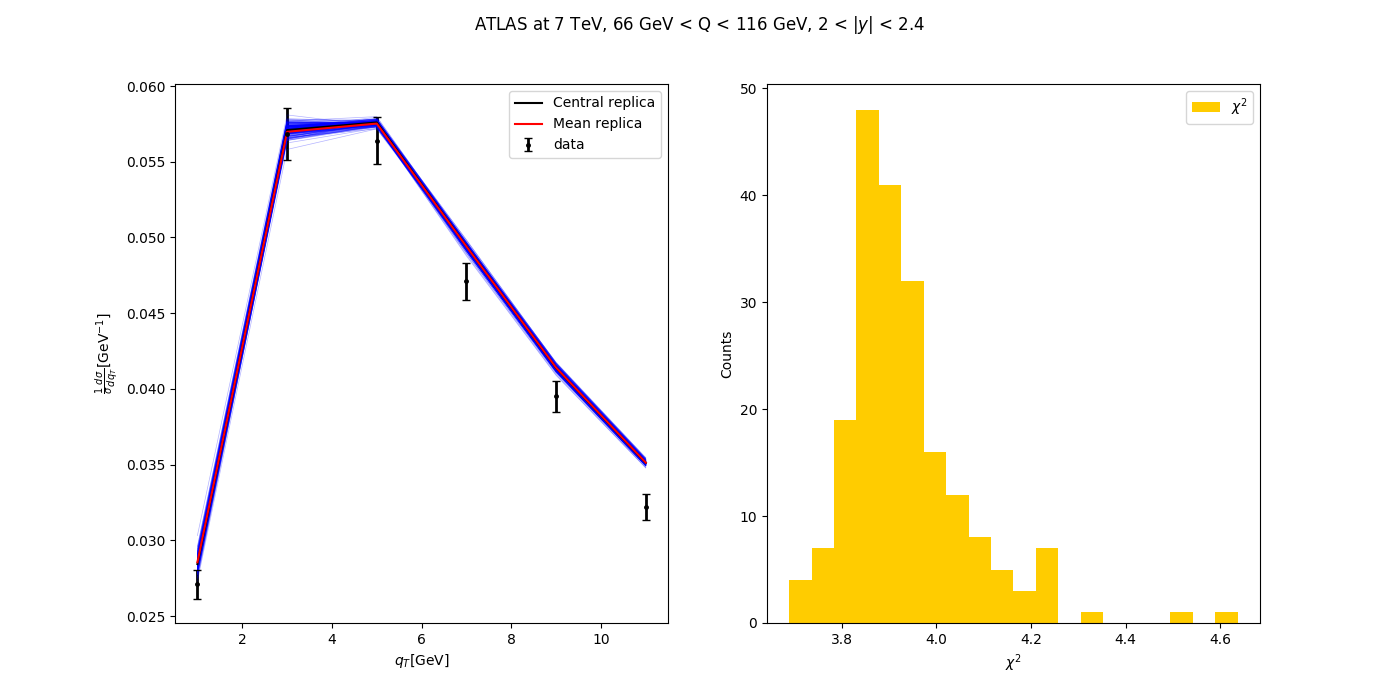 ATLAS at 7 TeV, 66 GeV < Q < 116 GeV, 2 < |y| < 2.4
0.060
0.055
0.050
0.045
0.040
0.035
0.030
0.025
1/σ dσ/dq_T [GeV⁻¹]
Central replica
Mean replica
data
2
4
6
8
10
q_T[GeV]
50
40
30
20
10
0
Counts
χ²
3.8
4.0
4.2
4.4
4.6
χ²